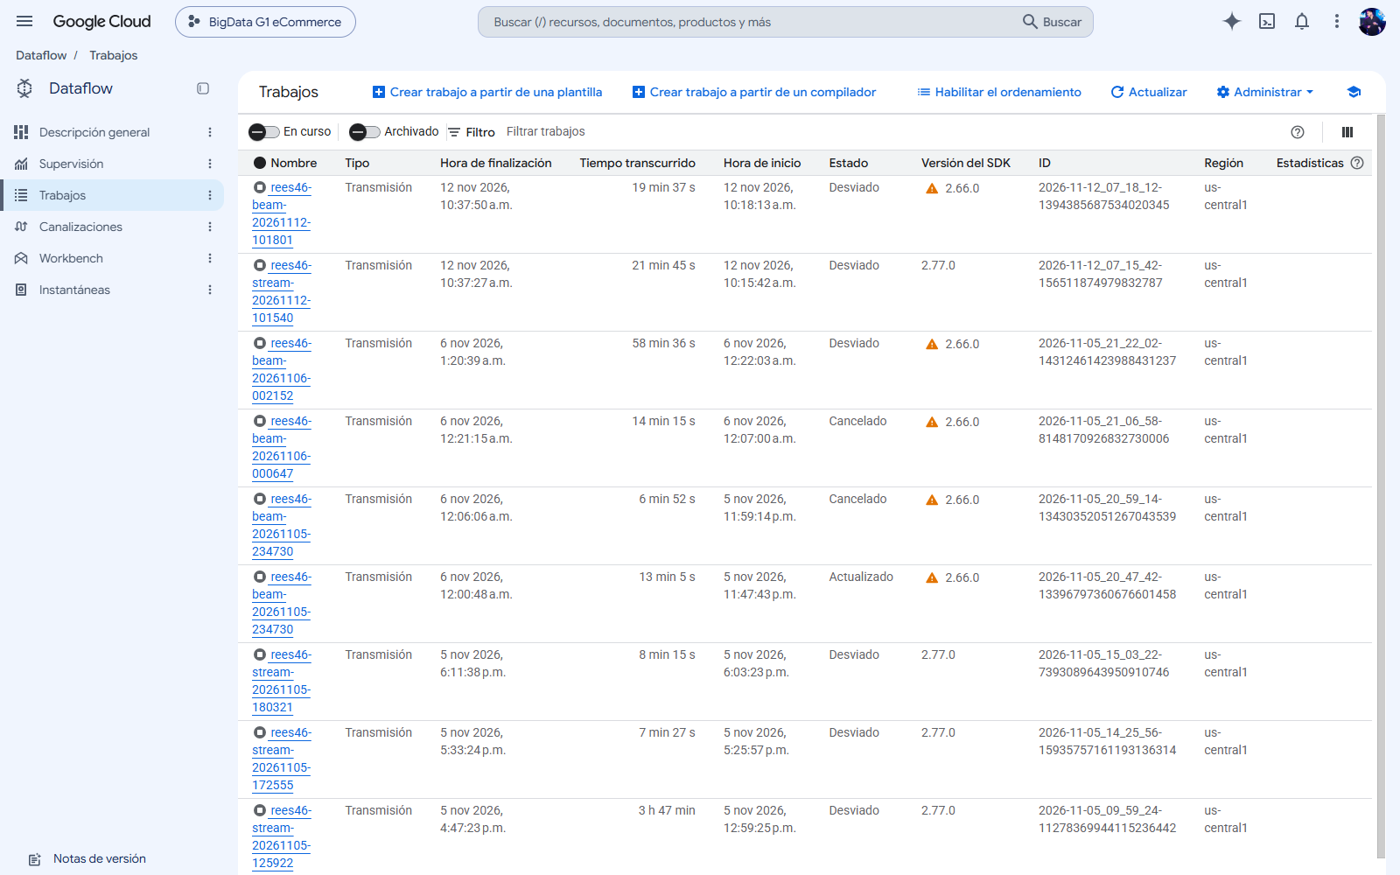 Google Cloud
BigData G1 eCommerce
Buscar (/) recursos, documentos, productos y más
Buscar
Dataflow / Trabajos
Dataflow
Descripción general
Supervisión
Trabajos
Canalizaciones
Workbench
Instantáneas
Notas de versión
Trabajos
Crear trabajo a partir de una plantilla
Crear trabajo a partir de un compilador
Habilitar el ordenamiento
Actualizar
Administrar
En curso
Archivado
Filtro
Filtrar trabajos
Nombre Tipo Hora de finalización Tiempo transcurrido Hora de inicio Estado Versión del SDK ID Región Estadísticas
rees46- Transmisión 12 nov 2026, 19 min 37 s 12 nov 2026, Desviado 2.66.0 2026-11-12_07_18_12- us-
beam- 10:37:50 a.m. 10:18:13 a.m. 1394385687534020345 central1
20261112-
101801
rees46- Transmisión 12 nov 2026, 21 min 45 s 12 nov 2026, Desviado 2.77.0 2026-11-12_07_15_42- us-
stream- 10:37:27 a.m. 10:15:42 a.m. 156511874979832787 central1
20261112-
101540
rees46- Transmisión 6 nov 2026, 58 min 36 s 6 nov 2026, Desviado 2.66.0 2026-11-05_21_22_02- us-
beam- 1:20:39 a.m. 12:22:03 a.m. 14312461423988431237 central1
20261106-
002152
rees46- Transmisión 6 nov 2026, 14 min 15 s 6 nov 2026, Cancelado 2.66.0 2026-11-05_21_06_58- us-
beam- 12:21:15 a.m. 12:07:00 a.m. 8148170926832730006 central1
20261106-
000647
rees46- Transmisión 6 nov 2026, 6 min 52 s 5 nov 2026, Cancelado 2.66.0 2026-11-05_20_59_14- us-
beam- 12:06:06 a.m. 11:59:14 p.m. 13430352051267043539 central1
20261105-
234730
rees46- Transmisión 6 nov 2026, 13 min 5 s 5 nov 2026, Actualizado 2.66.0 2026-11-05_20_47_42- us-
beam- 12:00:48 a.m. 11:47:43 p.m. 13396797360676601458 central1
20261105-
234730
rees46- Transmisión 5 nov 2026, 8 min 15 s 5 nov 2026, Desviado 2.77.0 2026-11-05_15_03_22- us-
stream- 6:11:38 p.m. 6:03:23 p.m. 7393089643950910746 central1
20261105-
180321
rees46- Transmisión 5 nov 2026, 7 min 27 s 5 nov 2026, Desviado 2.77.0 2026-11-05_14_25_56- us-
stream- 5:33:24 p.m. 5:25:57 p.m. 15935757161193136314 central1
20261105-
172555
rees46- Transmisión 5 nov 2026, 3 h 47 min 5 nov 2026, Desviado 2.77.0 2026-11-05_09_59_24- us-
stream- 4:47:23 p.m. 12:59:25 p.m. 11278369944115236442 central1
20261105-
125922